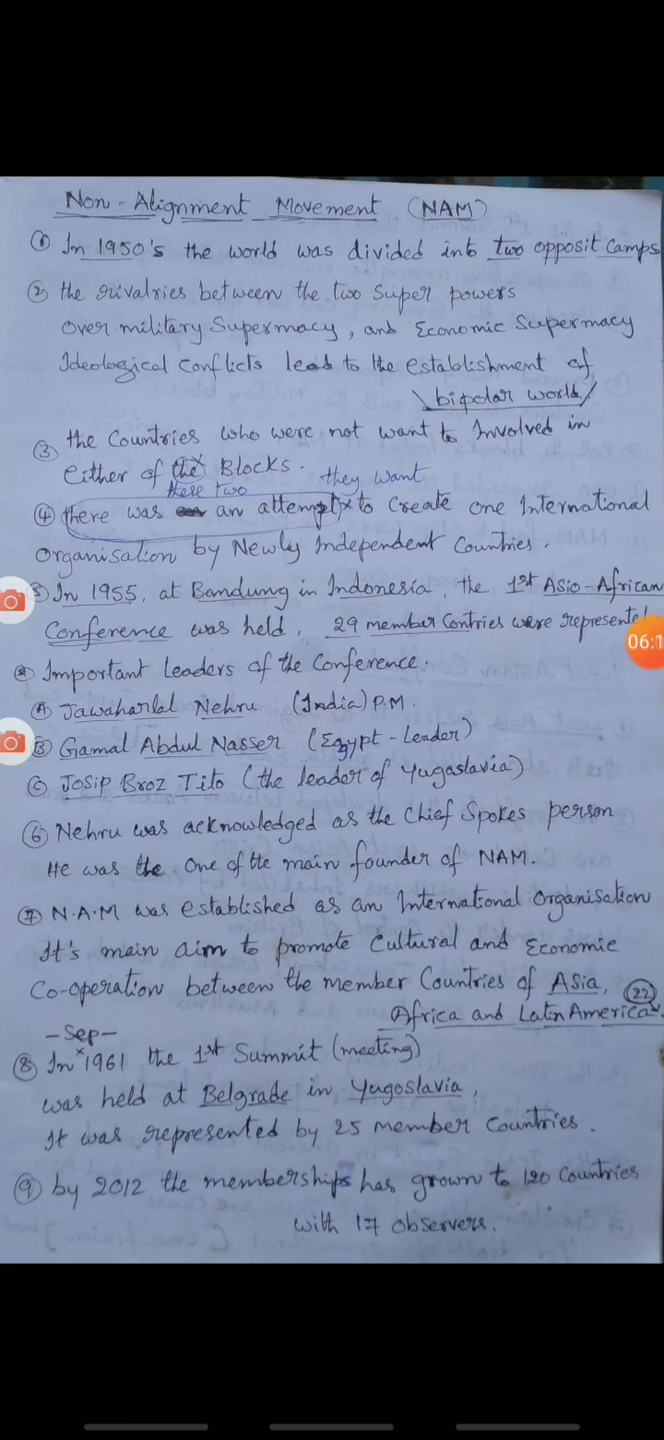 Non-Alignment Movement (NAM)
① In 1950's the world was divided into two opposit Camps
② the rivalries between the two Super powers
over military Supermacy, and Economic Supermacy
Ideological Conflicts lead to the establishment of
bipolar world
③ the Countries who were not want to Involved in
either of the Blocks.
these two
they want
④ there was an attempt to Create one International
Organisation by Newly Independent Countries.
5 In 1955, at Bandung in Indonesia, the 1st Asio-African
Conference was held, 29 member Contries were represented
06:1
Important Leaders of the Conference.
Ⓐ Jawaharlal Nehru (India) P.M.
Ⓑ Gamal Abdul Nasser (Egypt - Leader)
Ⓒ Josip Broz Tito (the leader of Yugaslavia)
⑥ Nehru was acknowledged as the Chief Spokes person
He was the One of the main founder of NAM.
⑦ N.A.M was established as an International Organisation
It's main aim to promote Cultural and Economic
Co-operation between the member Countries of Asia,
㉒
Africa and Latin America.
-Sep-
⑧ In × 1961 the 1st Summit (meeting)
was held at Belgrade in Yugoslavia,
It was represented by 25 member Countries.
⑨ by 2012 the memberships has grown to 120 Countries
with 17 observers.